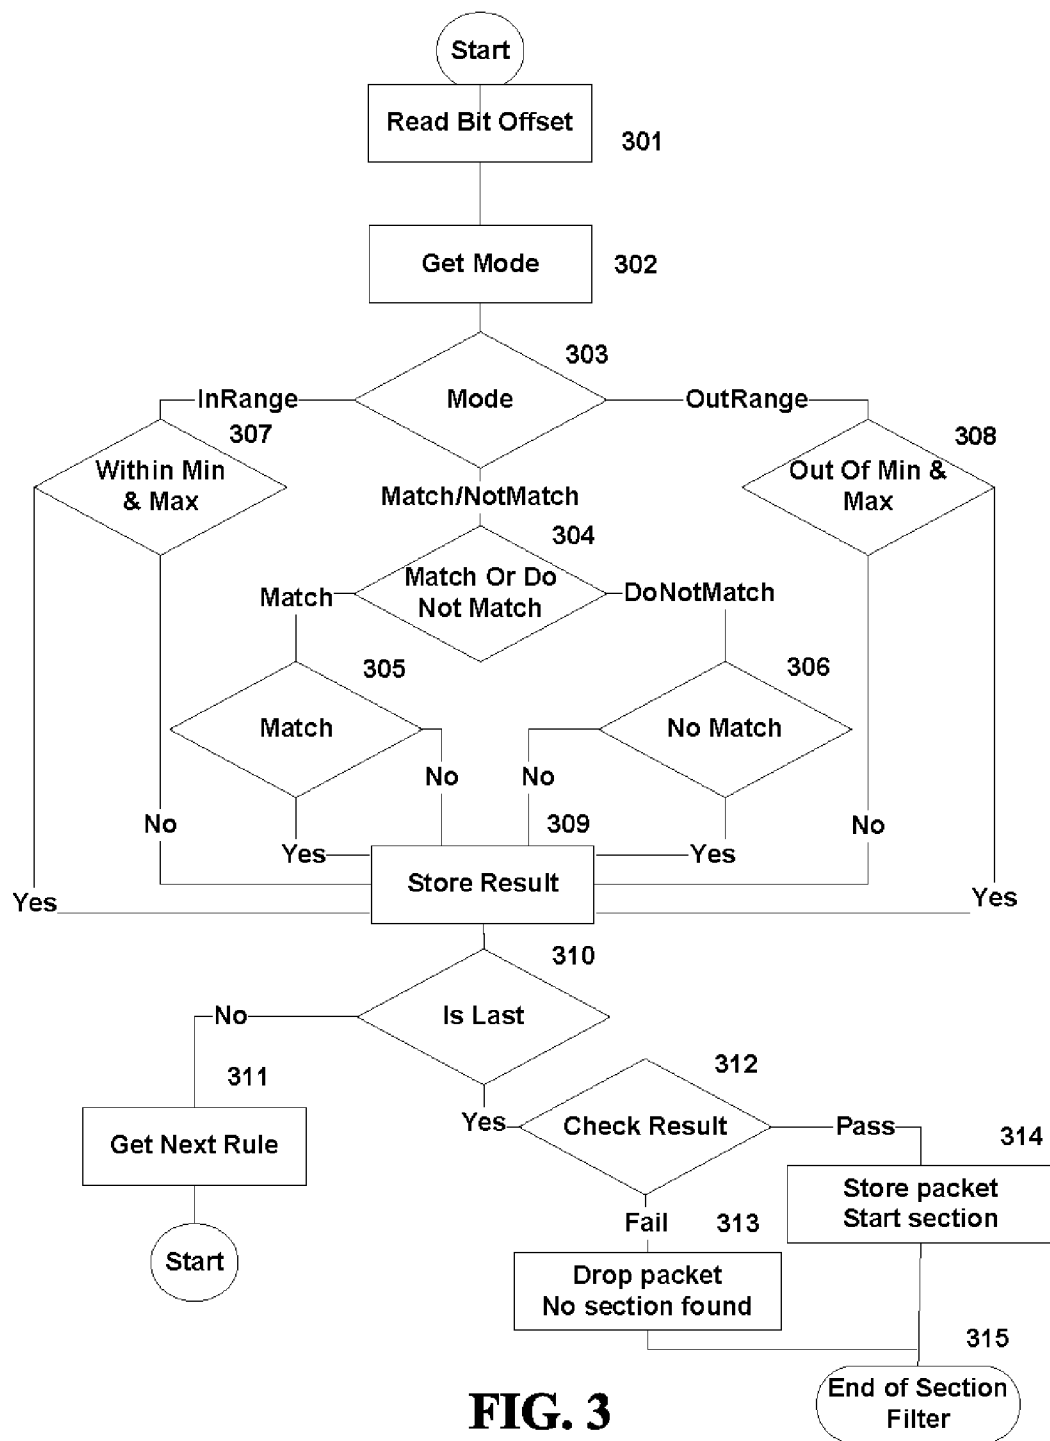 Start
Read Bit Offset
301
Get Mode
302
303
InRange
Mode
OutRange
307
308
Within Min
& Max
Out Of Min &
Max
Match/NotMatch
304
Match Or Do
Not Match
Match
DoNotMatch
305
306
Match
No Match
No
No
No
309
No
Yes
Yes
Store Result
Yes
Yes
310
Is Last
No
311
312
Get Next Rule
Yes
Check Result
Pass
314
Store packet
Start section
Fail
313
Start
Drop packet
No section found
315
End of Section
Filter
FIG. 3